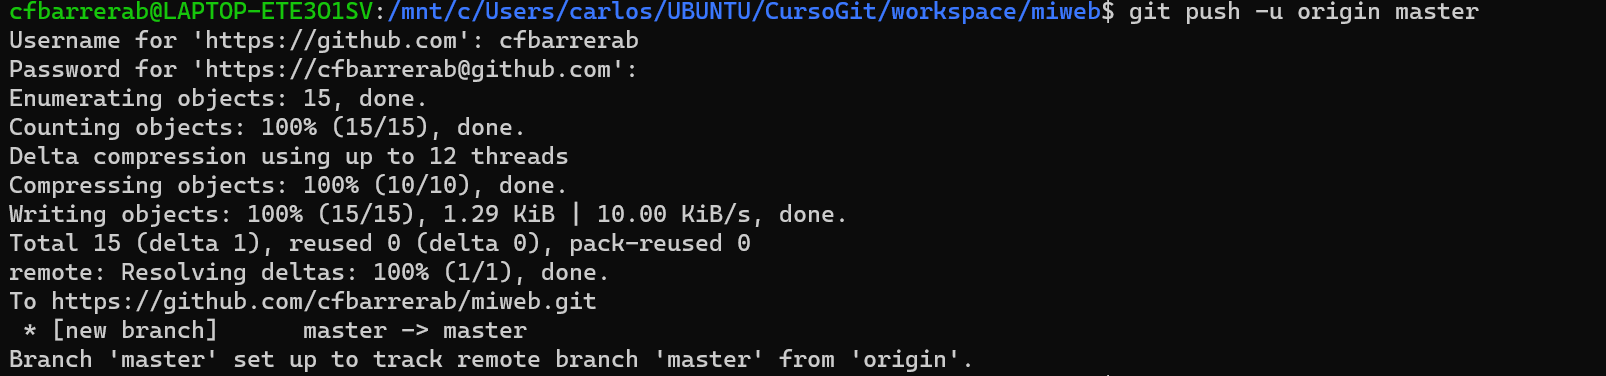 cfbarrerab@LAPTOP-ETE3O1SV:/mnt/c/Users/carlos/UBUNTU/CursoGit/workspace/miweb$ git push -u origin master
Username for 'https://github.com': cfbarrerab
Password for 'https://cfbarrerab@github.com':
Enumerating objects: 15, done.
Counting objects: 100% (15/15), done.
Delta compression using up to 12 threads
Compressing objects: 100% (10/10), done.
Writing objects: 100% (15/15), 1.29 KiB | 10.00 KiB/s, done.
Total 15 (delta 1), reused 0 (delta 0), pack-reused 0
remote: Resolving deltas: 100% (1/1), done.
To https://github.com/cfbarrerab/miweb.git
 * [new branch]      master -> master
Branch 'master' set up to track remote branch 'master' from 'origin'.